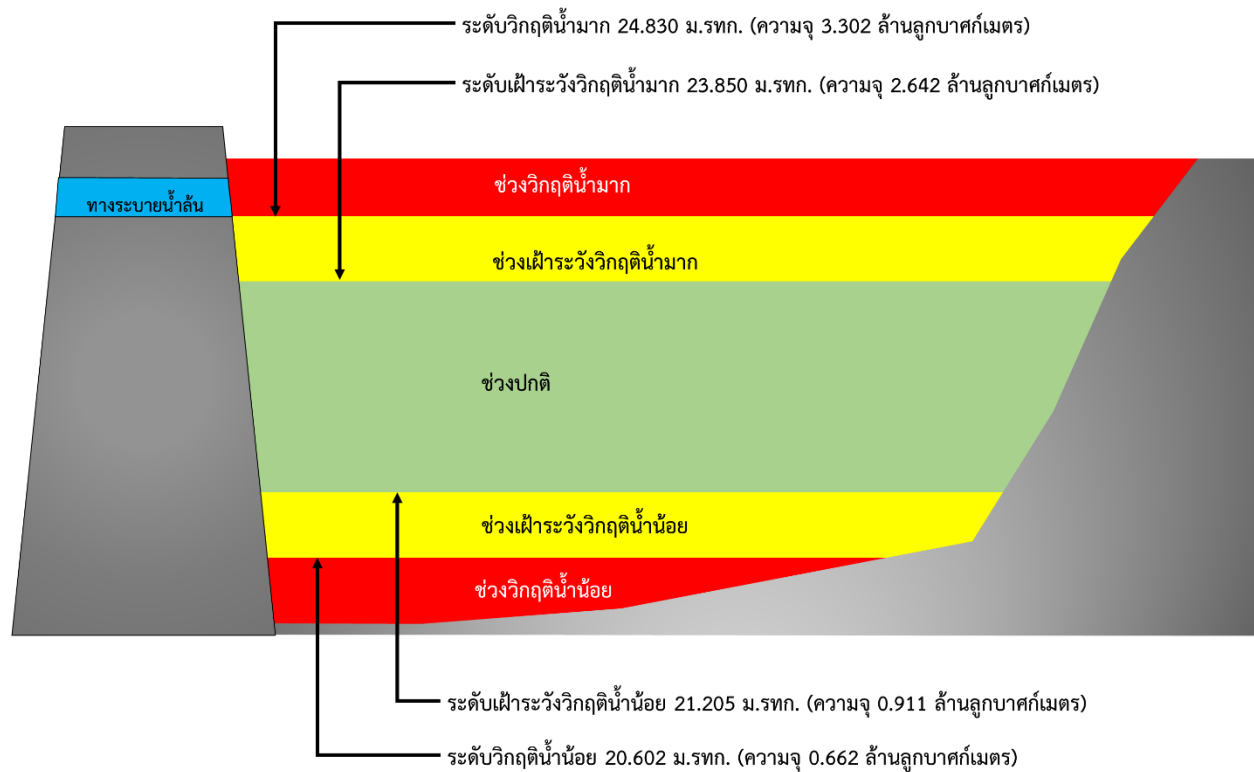 ระดับวิกฤติน้ำมาก 24.830 ม.รทก. (ความจุ 3.302 ล้านลูกบาศก์เมตร)
ระดับเฝ้าระวังวิกฤติน้ำมาก 23.850 ม.รทก. (ความจุ 2.642 ล้านลูกบาศก์เมตร)
ช่วงวิกฤติน้ำมาก
ทางระบายน้ำล้น
ช่วงเฝ้าระวังวิกฤติน้ำมาก
ช่วงปกติ
ช่วงเฝ้าระวังวิกฤติน้ำน้อย
ช่วงวิกฤติน้ำน้อย
ระดับเฝ้าระวังวิกฤติน้ำน้อย 21.205 ม.รทก. (ความจุ 0.911 ล้านลูกบาศก์เมตร)
ระดับวิกฤติน้ำน้อย 20.602 ม.รทก. (ความจุ 0.662 ล้านลูกบาศก์เมตร)